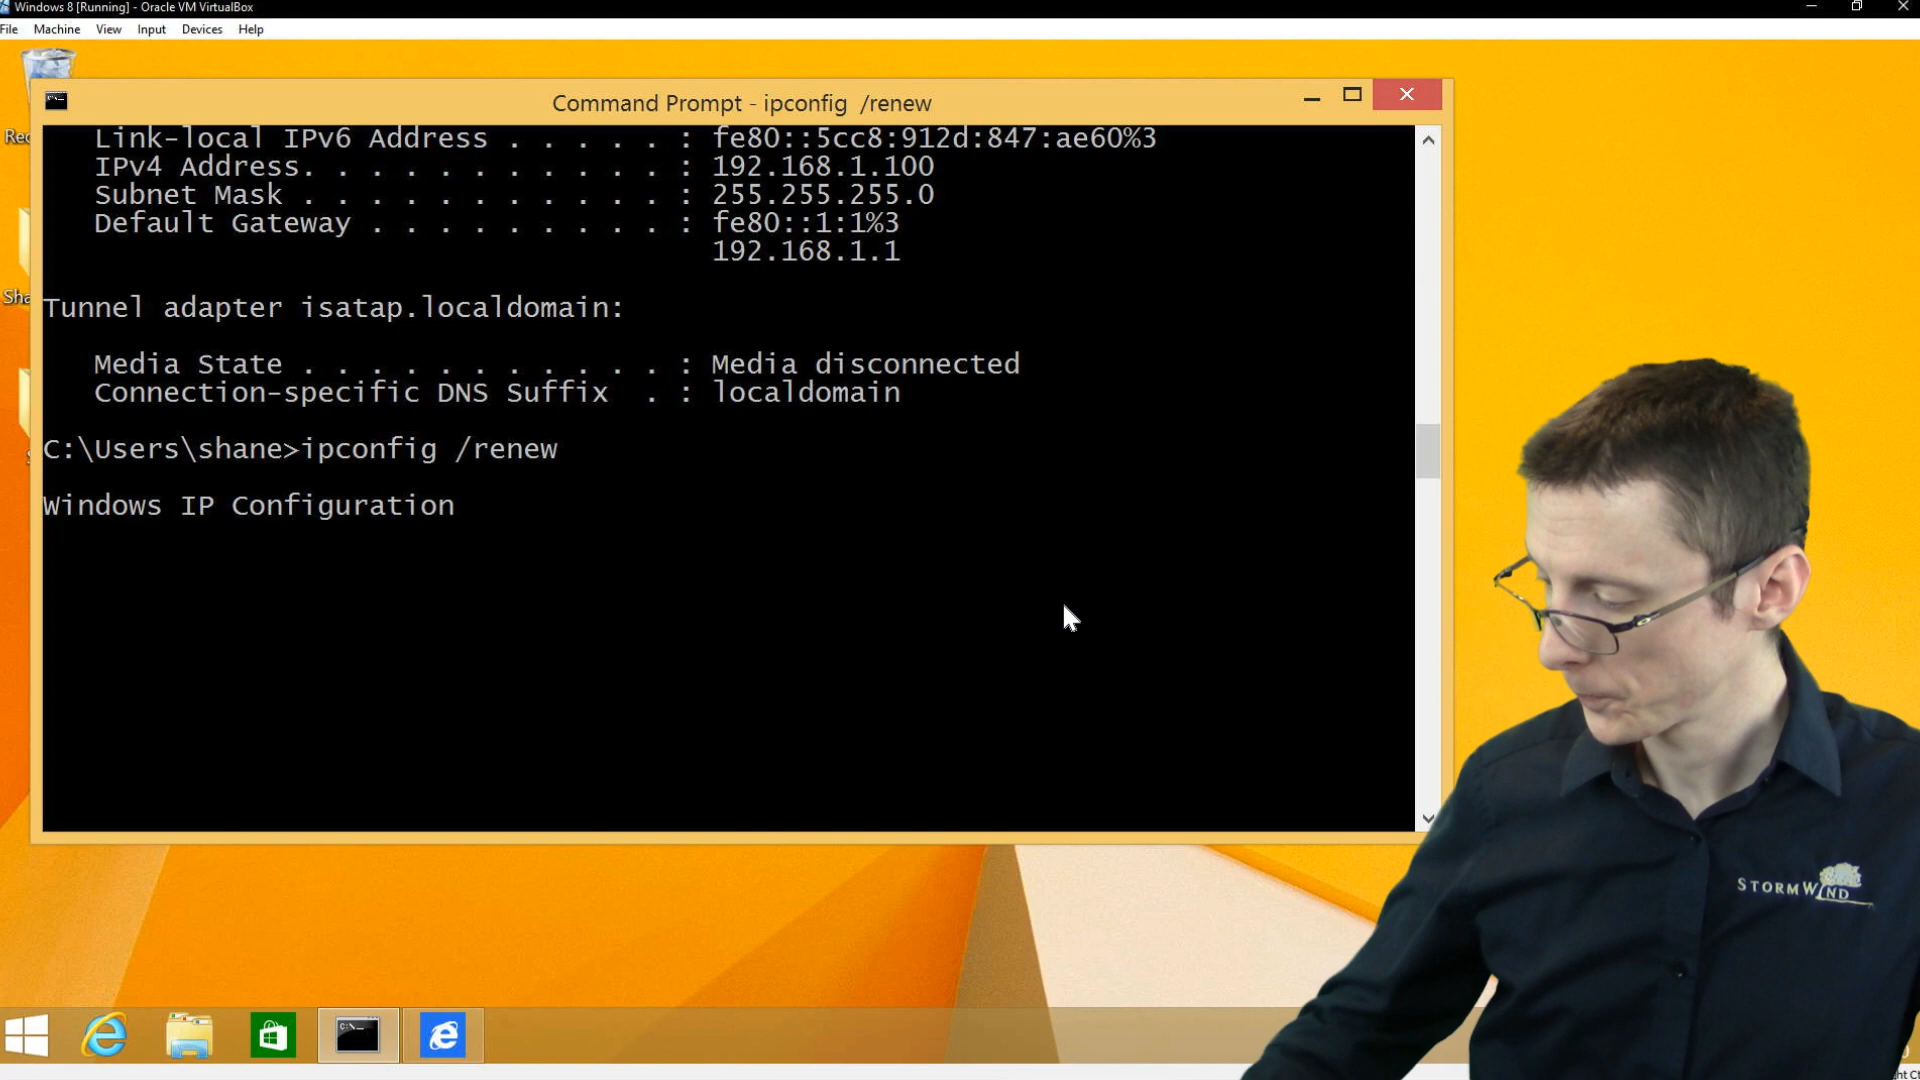 Windows 8 [Running] - Oracle VM VirtualBox
File Machine View Input Devices Help
Command Prompt - ipconfig /renew
Link-local IPv6 Address . . . . . : fe80::5cc8:912d:847:ae60%3
IPv4 Address. . . . . . . . . . . : 192.168.1.100
Subnet Mask . . . . . . . . . . . : 255.255.255.0
Default Gateway . . . . . . . . . : fe80::1:1%3
192.168.1.1
Tunnel adapter isatap.localdomain:
Media State . . . . . . . . . . . : Media disconnected
Connection-specific DNS Suffix . : localdomain
C:\Users\shane>ipconfig /renew
Windows IP Configuration
Rec
Sha
STORMWIND